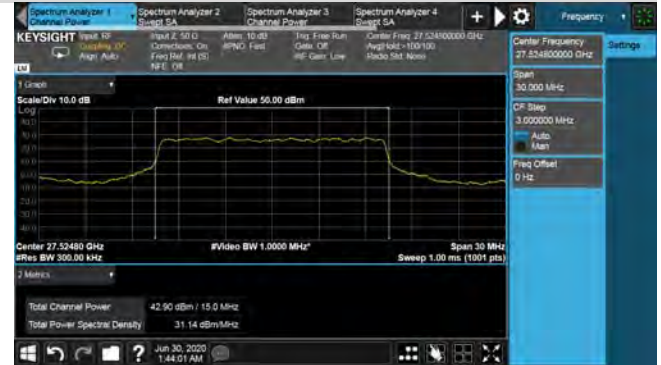 Spectrum Analyzer 1
Channel Power
Spectrum Analyzer 2
Swept SA
Spectrum Analyzer 3
Channel Power
Spectrum Analyzer 4
Swept SA
Frequency
KEYSIGHT
Input: RF
Coupling: DC
Align: Auto
Input Z: 50 Ω
Corrections: On
Freq Ref: Int (S)
NFE: Off
Atten: 10 dB
#PNO: Fast
Trig: Free Run
Gate: Off
#IF Gain: Low
Center Freq: 27.524800000 GHz
Avg|Hold:>100/100
Radio Std: None
LNI
1 Graph
Scale/Div 10.0 dB
Ref Value 50.00 dBm
Log
Center 27.52480 GHz
#Res BW 300.00 kHz
#Video BW 1.0000 MHz*
Span 30 MHz
Sweep 1.00 ms (1001 pts)
2 Metrics
Total Channel Power
42.90 dBm / 15.0 MHz
Total Power Spectral Density
31.14 dBm/MHz
Jun 30, 2020
1:44:01 AM
Center Frequency
27.524800000 GHz
Settings
Span
30.000 MHz
CF Step
3.000000 MHz
Auto
Man
Freq Offset
0 Hz